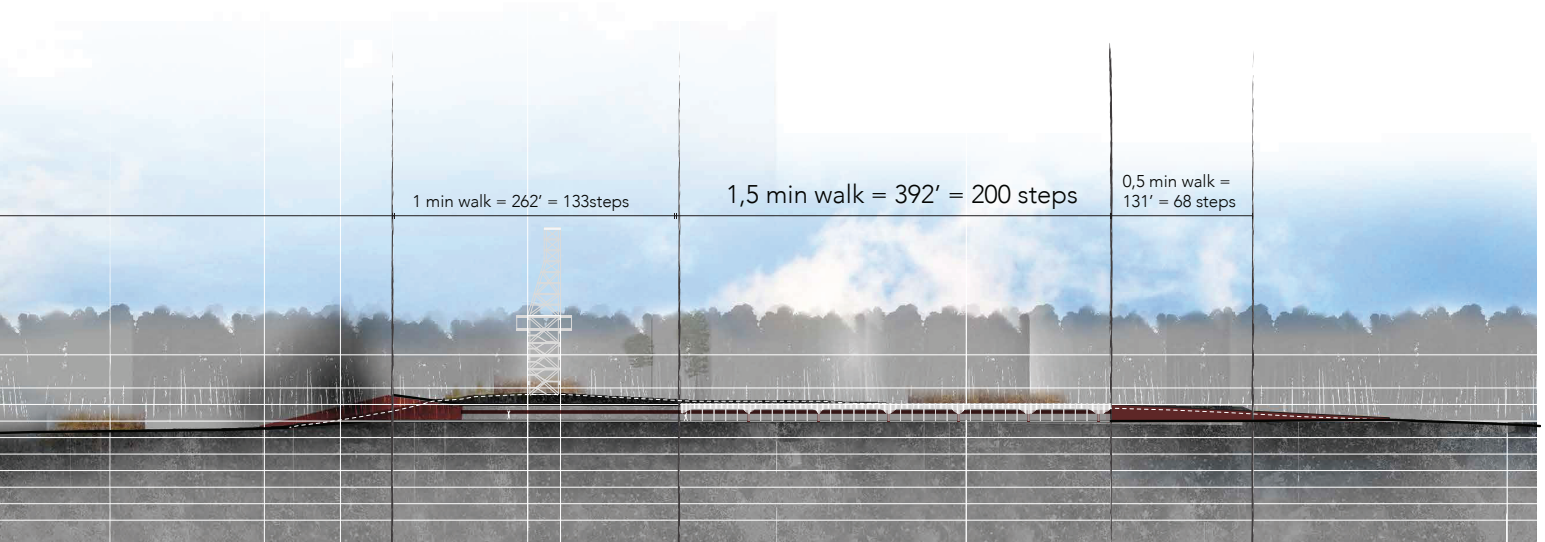 1 min walk = 262’ = 133steps
1,5 min walk = 392’ = 200 steps
0,5 min walk =
131’ = 68 steps